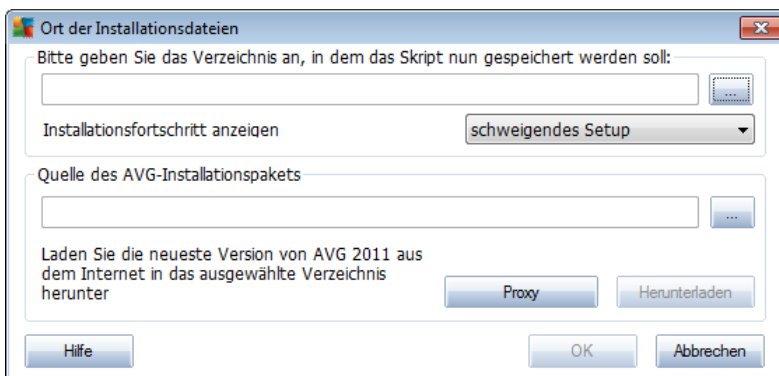 Ort der Installationsdateien
Bitte geben Sie das Verzeichnis an, in dem das Skript nun gespeichert werden soll:
...
Installationsfortschritt anzeigen
schweigendes Setup
Quelle des AVG-Installationspakets
...
Laden Sie die neueste Version von AVG 2011 aus
dem Internet in das ausgewählte Verzeichnis
herunter
Proxy
Herunterladen
Hilfe
OK
Abbrechen